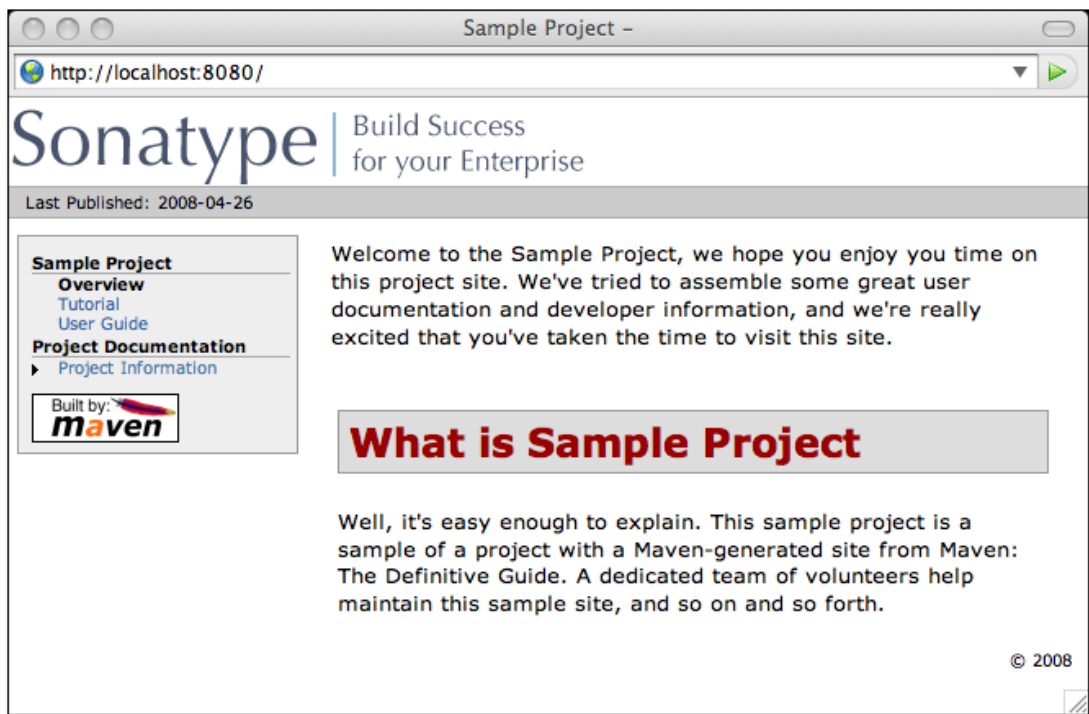 Sample Project –
http://localhost:8080/
Sonatype
Build Success
for your Enterprise
Last Published: 2008-04-26
Sample Project
Overview
Tutorial
User Guide
Project Documentation
Project Information
Built by:
maven
Welcome to the Sample Project, we hope you enjoy you time on
this project site. We've tried to assemble some great user
documentation and developer information, and we're really
excited that you've taken the time to visit this site.
What is Sample Project
Well, it's easy enough to explain. This sample project is a
sample of a project with a Maven-generated site from Maven:
The Definitive Guide. A dedicated team of volunteers help
maintain this sample site, and so on and so forth.
© 2008